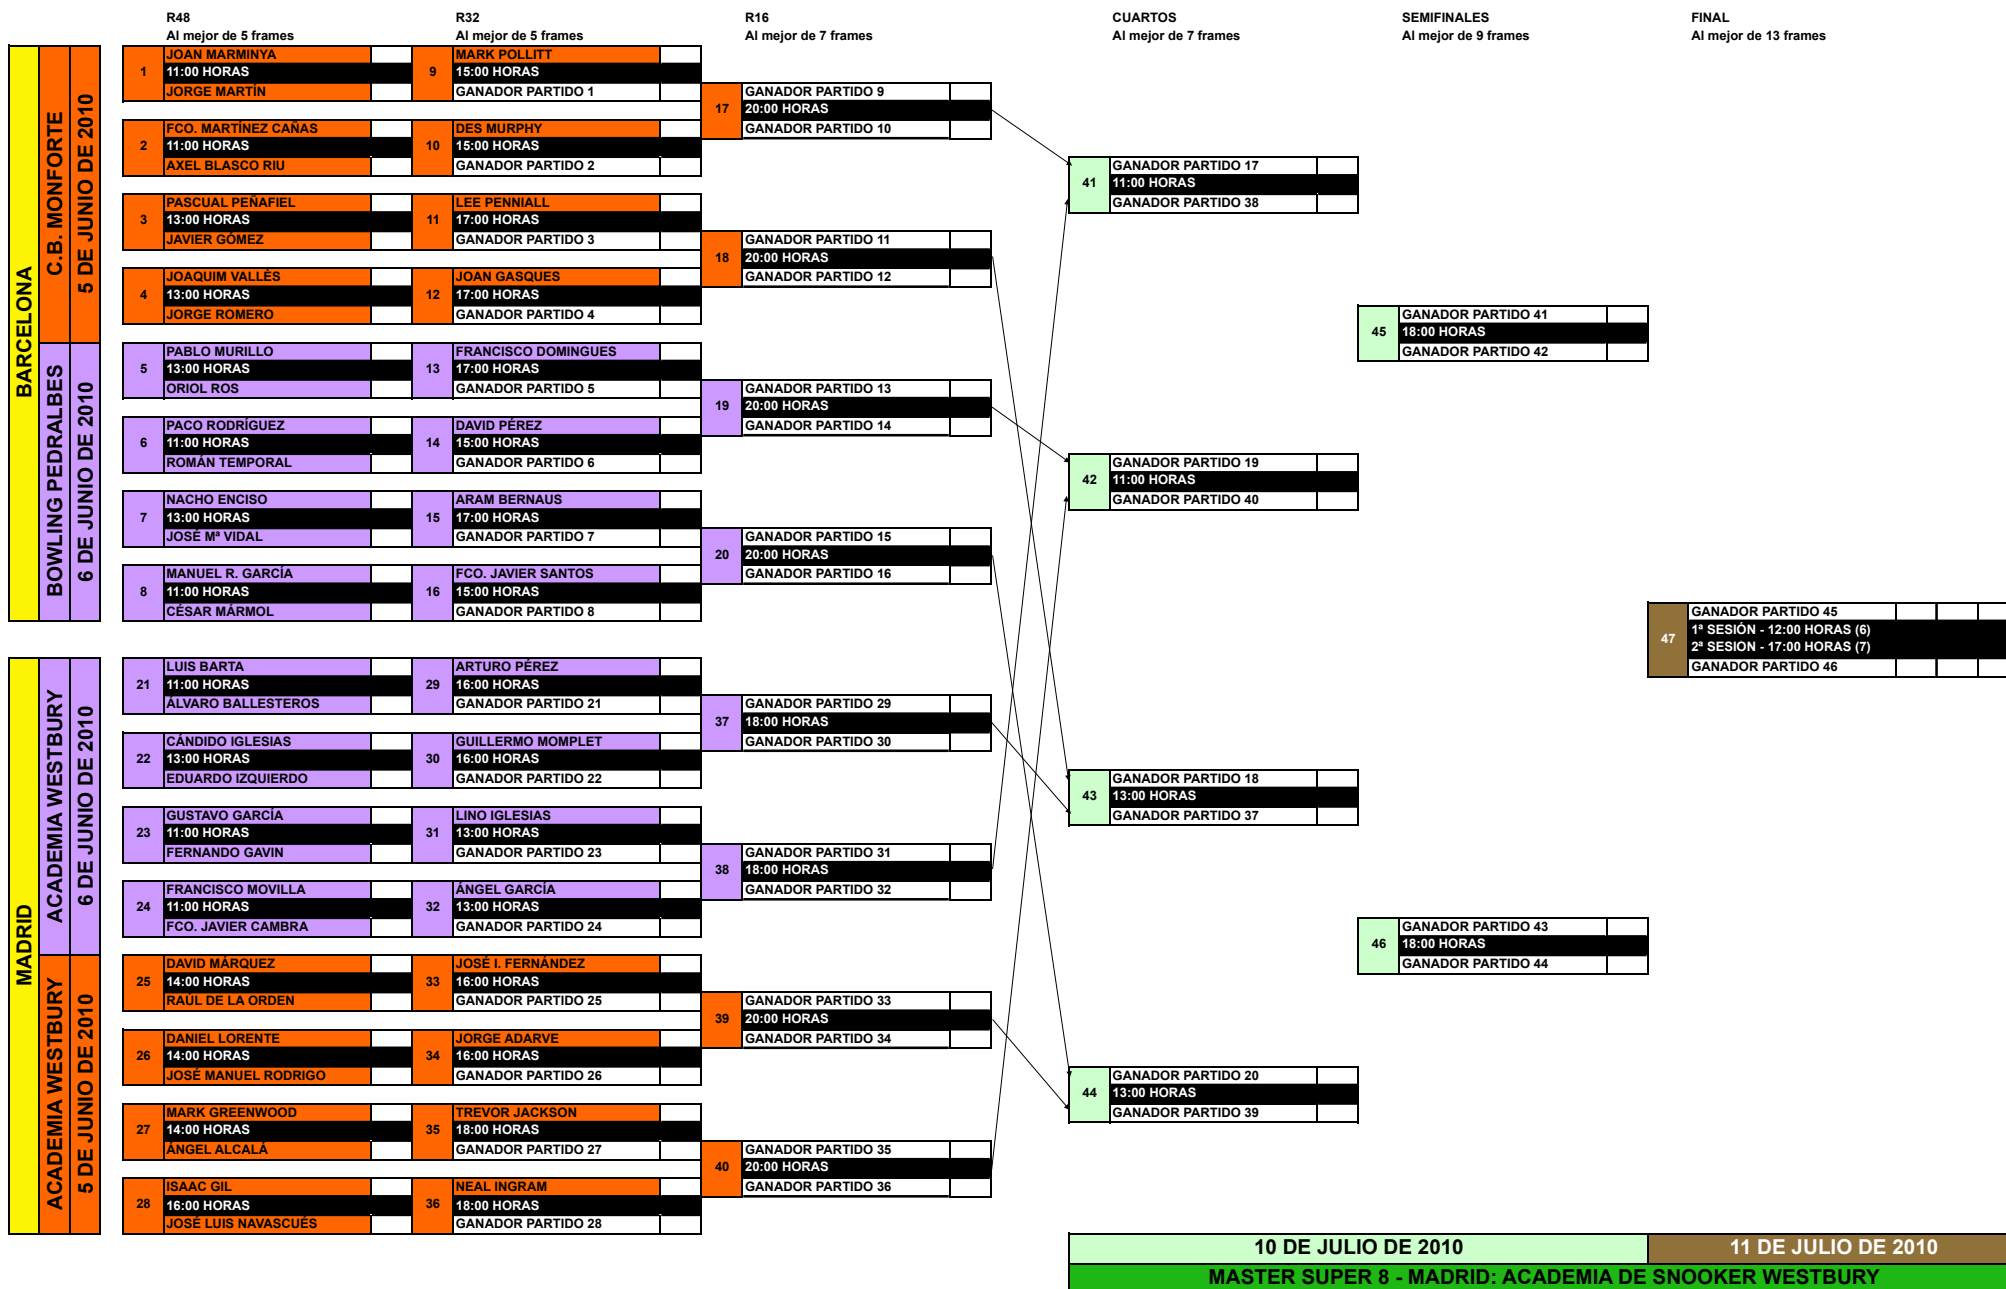 R48
Al mejor de 5 frames
R32
Al mejor de 5 frames
R16
Al mejor de 7 frames
CUARTOS
Al mejor de 7 frames
SEMIFINALES
Al mejor de 9 frames
FINAL
Al mejor de 13 frames
BARCELONA
C.B. MONFORTE
5 DE JUNIO DE 2010
BOWLING PEDRALBES
6 DE JUNIO DE 2010
1
JOAN MARMINYA
11:00 HORAS
JORGE MARTÍN
2
FCO. MARTÍNEZ CAÑAS
11:00 HORAS
AXEL BLASCO RIU
3
PASCUAL PEÑAFIEL
13:00 HORAS
JAVIER GÓMEZ
4
JOAQUIM VALLÈS
13:00 HORAS
JORGE ROMERO
5
PABLO MURILLO
13:00 HORAS
ORIOL ROS
6
PACO RODRÍGUEZ
11:00 HORAS
ROMÁN TEMPORAL
7
NACHO ENCISO
13:00 HORAS
JOSÉ Mª VIDAL
8
MANUEL R. GARCÍA
11:00 HORAS
CÉSAR MÁRMOL
9
MARK POLLITT
15:00 HORAS
GANADOR PARTIDO 1
10
DES MURPHY
15:00 HORAS
GANADOR PARTIDO 2
11
LEE PENNIALL
17:00 HORAS
GANADOR PARTIDO 3
12
JOAN GASQUES
17:00 HORAS
GANADOR PARTIDO 4
13
FRANCISCO DOMINGUES
17:00 HORAS
GANADOR PARTIDO 5
14
DAVID PÉREZ
15:00 HORAS
GANADOR PARTIDO 6
15
ARAM BERNAUS
17:00 HORAS
GANADOR PARTIDO 7
16
FCO. JAVIER SANTOS
15:00 HORAS
GANADOR PARTIDO 8
17
GANADOR PARTIDO 9
20:00 HORAS
GANADOR PARTIDO 10
18
GANADOR PARTIDO 11
20:00 HORAS
GANADOR PARTIDO 12
19
GANADOR PARTIDO 13
20:00 HORAS
GANADOR PARTIDO 14
20
GANADOR PARTIDO 15
20:00 HORAS
GANADOR PARTIDO 16
MADRID
ACADEMIA WESTBURY
6 DE JUNIO DE 2010
ACADEMIA WESTBURY
5 DE JUNIO DE 2010
21
LUIS BARTA
11:00 HORAS
ÁLVARO BALLESTEROS
22
CÁNDIDO IGLESIAS
13:00 HORAS
EDUARDO IZQUIERDO
23
GUSTAVO GARCÍA
11:00 HORAS
FERNANDO GAVIN
24
FRANCISCO MOVILLA
11:00 HORAS
FCO. JAVIER CAMBRA
25
DAVID MÁRQUEZ
14:00 HORAS
RAÚL DE LA ORDEN
26
DANIEL LORENTE
14:00 HORAS
JOSÉ MANUEL RODRIGO
27
MARK GREENWOOD
14:00 HORAS
ÁNGEL ALCALÁ
28
ISAAC GIL
16:00 HORAS
JOSÉ LUIS NAVASCUÉS
29
ARTURO PÉREZ
16:00 HORAS
GANADOR PARTIDO 21
30
GUILLERMO MOMPLET
16:00 HORAS
GANADOR PARTIDO 22
31
LINO IGLESIAS
13:00 HORAS
GANADOR PARTIDO 23
32
ÁNGEL GARCÍA
13:00 HORAS
GANADOR PARTIDO 24
33
JOSÉ I. FERNÁNDEZ
16:00 HORAS
GANADOR PARTIDO 25
34
JORGE ADARVE
16:00 HORAS
GANADOR PARTIDO 26
35
TREVOR JACKSON
18:00 HORAS
GANADOR PARTIDO 27
36
NEAL INGRAM
18:00 HORAS
GANADOR PARTIDO 28
37
GANADOR PARTIDO 29
18:00 HORAS
GANADOR PARTIDO 30
38
GANADOR PARTIDO 31
18:00 HORAS
GANADOR PARTIDO 32
39
GANADOR PARTIDO 33
20:00 HORAS
GANADOR PARTIDO 34
40
GANADOR PARTIDO 35
20:00 HORAS
GANADOR PARTIDO 36
41
GANADOR PARTIDO 17
11:00 HORAS
GANADOR PARTIDO 38
42
GANADOR PARTIDO 19
11:00 HORAS
GANADOR PARTIDO 40
43
GANADOR PARTIDO 18
13:00 HORAS
GANADOR PARTIDO 37
44
GANADOR PARTIDO 20
13:00 HORAS
GANADOR PARTIDO 39
45
GANADOR PARTIDO 41
18:00 HORAS
GANADOR PARTIDO 42
46
GANADOR PARTIDO 43
18:00 HORAS
GANADOR PARTIDO 44
47
GANADOR PARTIDO 45
1ª SESIÓN - 12:00 HORAS (6)
2ª SESIÓN - 17:00 HORAS (7)
GANADOR PARTIDO 46
10 DE JULIO DE 2010
11 DE JULIO DE 2010
MASTER SUPER 8 - MADRID: ACADEMIA DE SNOOKER WESTBURY